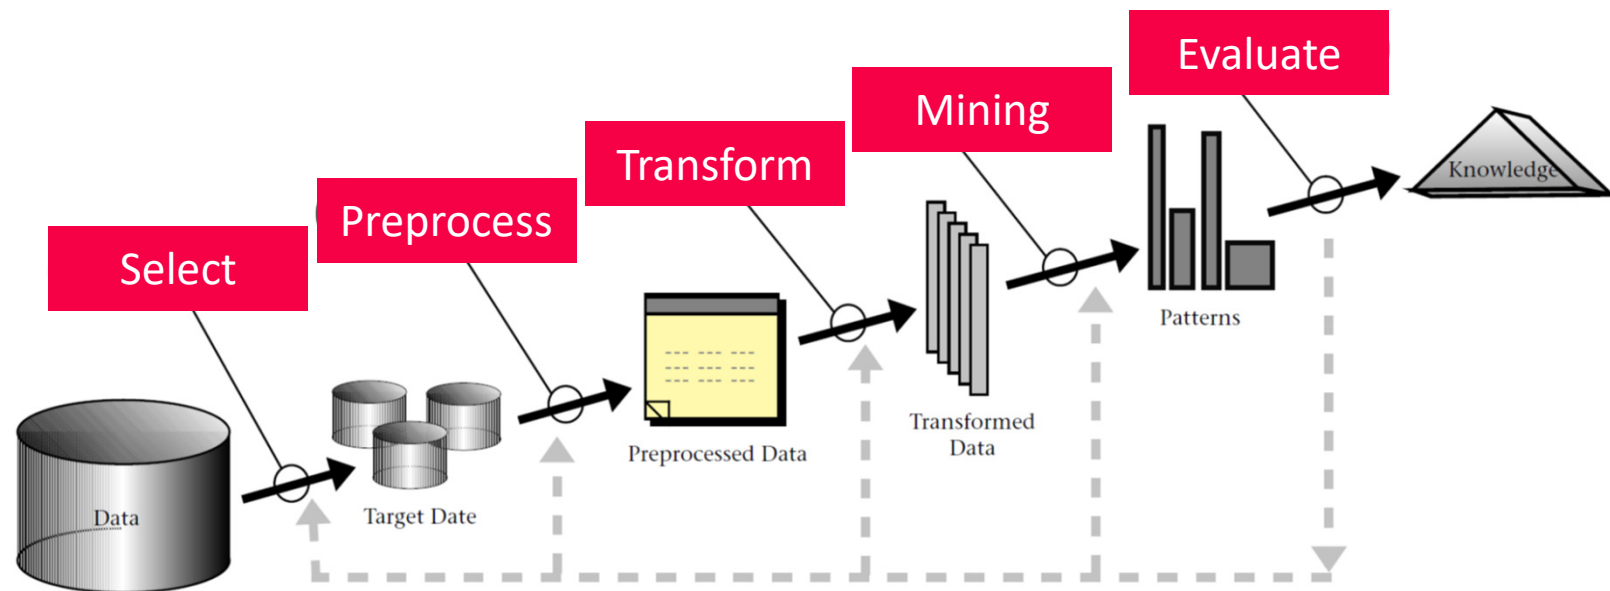 Evaluate
Mining
Transform
Preprocess
Select
Knowledge
Patterns
Transformed
Data
Preprocessed Data
Target Date
Data